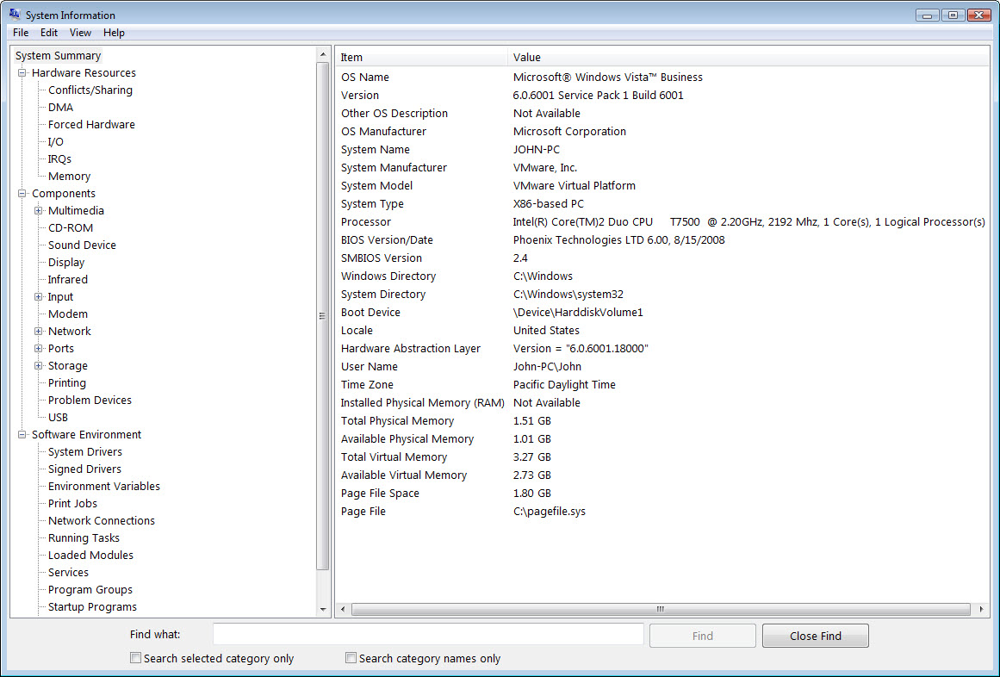 System Information
File Edit View Help
System Summary
Hardware Resources
Conflicts/Sharing
DMA
Forced Hardware
I/O
IRQs
Memory
Components
Multimedia
CD-ROM
Sound Device
Display
Infrared
Input
Modem
Network
Ports
Storage
Printing
Problem Devices
USB
Software Environment
System Drivers
Signed Drivers
Environment Variables
Print Jobs
Network Connections
Running Tasks
Loaded Modules
Services
Program Groups
Startup Programs
Item Value
OS Name Microsoft® Windows Vista™ Business
Version 6.0.6001 Service Pack 1 Build 6001
Other OS Description Not Available
OS Manufacturer Microsoft Corporation
System Name JOHN-PC
System Manufacturer VMware, Inc.
System Model VMware Virtual Platform
System Type X86-based PC
Processor Intel(R) Core(TM)2 Duo CPU T7500 @ 2.20GHz, 2192 Mhz, 1 Core(s), 1 Logical Processor(s)
BIOS Version/Date Phoenix Technologies LTD 6.00, 8/15/2008
SMBIOS Version 2.4
Windows Directory C:\Windows
System Directory C:\Windows\system32
Boot Device \Device\HarddiskVolume1
Locale United States
Hardware Abstraction Layer Version = "6.0.6001.18000"
User Name John-PC\John
Time Zone Pacific Daylight Time
Installed Physical Memory (RAM) Not Available
Total Physical Memory 1.51 GB
Available Physical Memory 1.01 GB
Total Virtual Memory 3.27 GB
Available Virtual Memory 2.73 GB
Page File Space 1.80 GB
Page File C:\pagefile.sys
Find what: Find Close Find
Search selected category only Search category names only